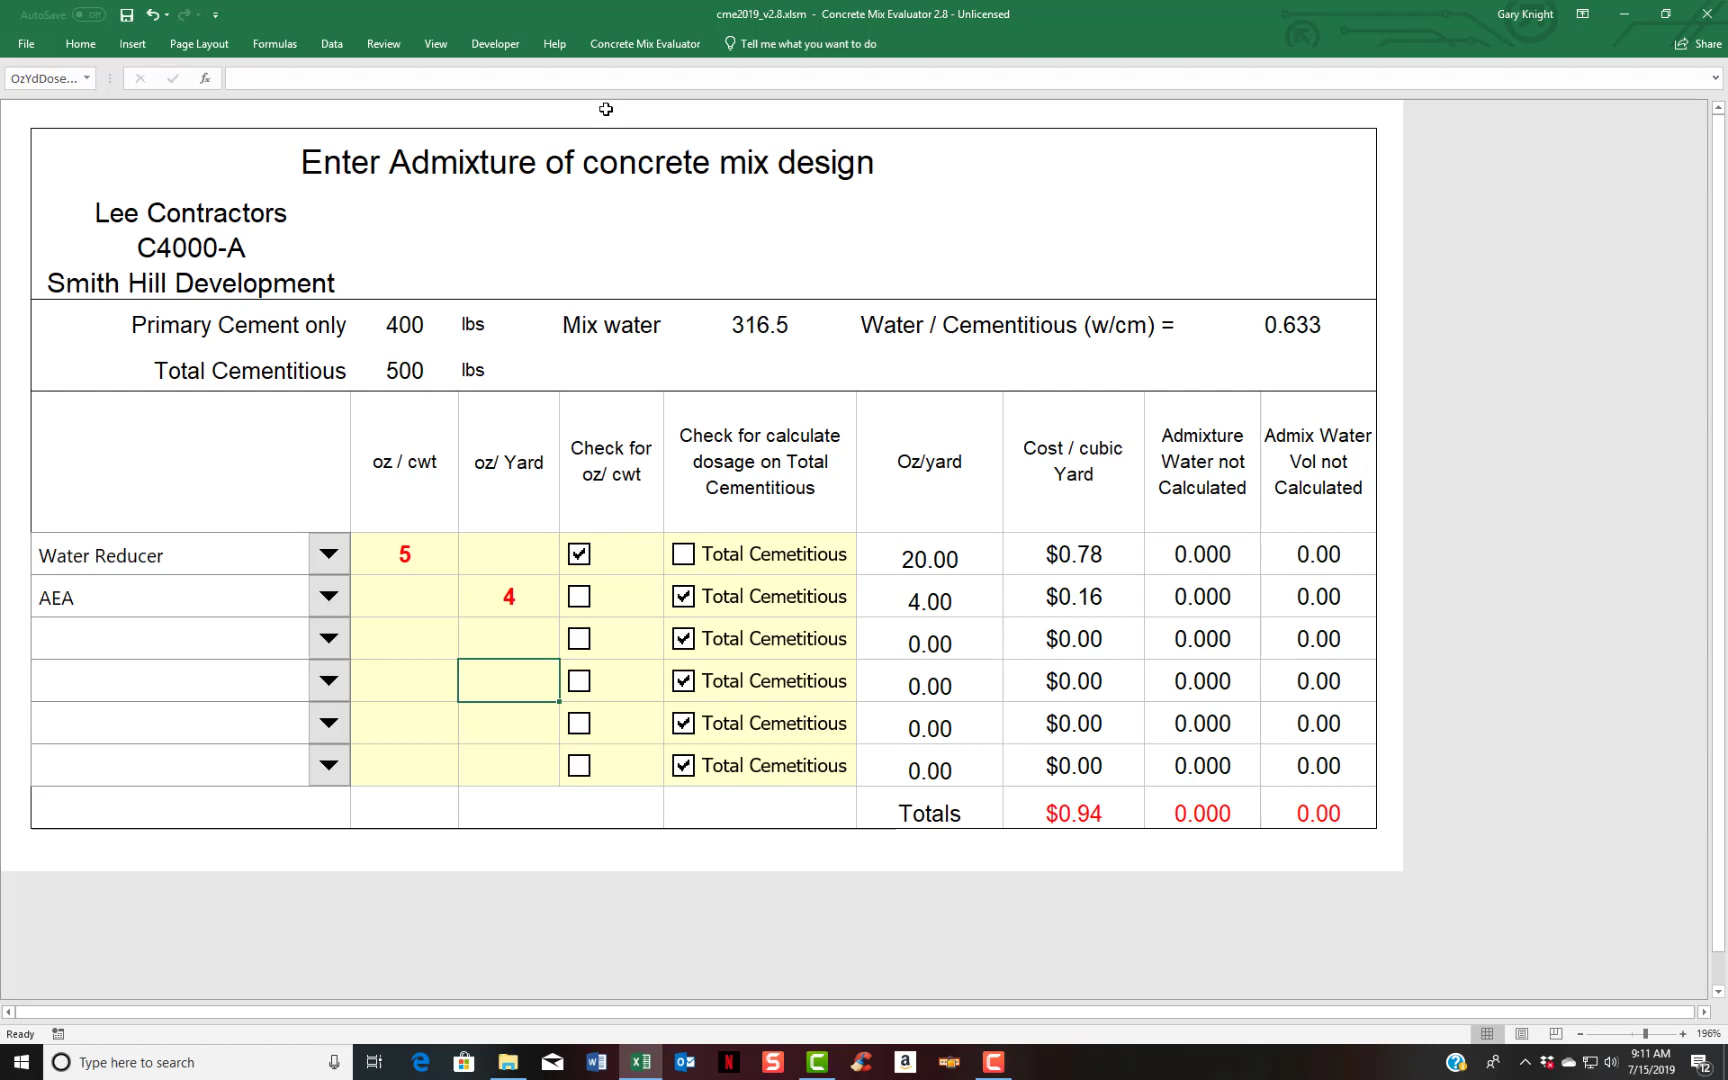 AutoSave Off
cme2019_v2.8.xlsm - Concrete Mix Evaluator 2.8 - Unlicensed
Gary Knight
File Home Insert Page Layout Formulas Data Review View Developer Help Concrete Mix Evaluator Tell me what you want to do Share
OzYdDose... fx
Enter Admixture of concrete mix design
Lee Contractors
C4000-A
Smith Hill Development
Primary Cement only 400 lbs Mix water 316.5 Water / Cementitious (w/cm) = 0.633
Total Cementitious 500 lbs
oz / cwt
oz/ Yard
Check for
oz/ cwt
Check for calculate
dosage on Total
Cementitious
Oz/yard
Cost / cubic
Yard
Admixture
Water not
Calculated
Admix Water
Vol not
Calculated
Water Reducer 5 Total Cemetitious 20.00 $0.78 0.000 0.00
AEA 4 Total Cemetitious 4.00 $0.16 0.000 0.00
Total Cemetitious 0.00 $0.00 0.000 0.00
Total Cemetitious 0.00 $0.00 0.000 0.00
Total Cemetitious 0.00 $0.00 0.000 0.00
Total Cemetitious 0.00 $0.00 0.000 0.00
Totals $0.94 0.000 0.00
Ready
196%
Type here to search
9:11 AM
7/15/2019
12